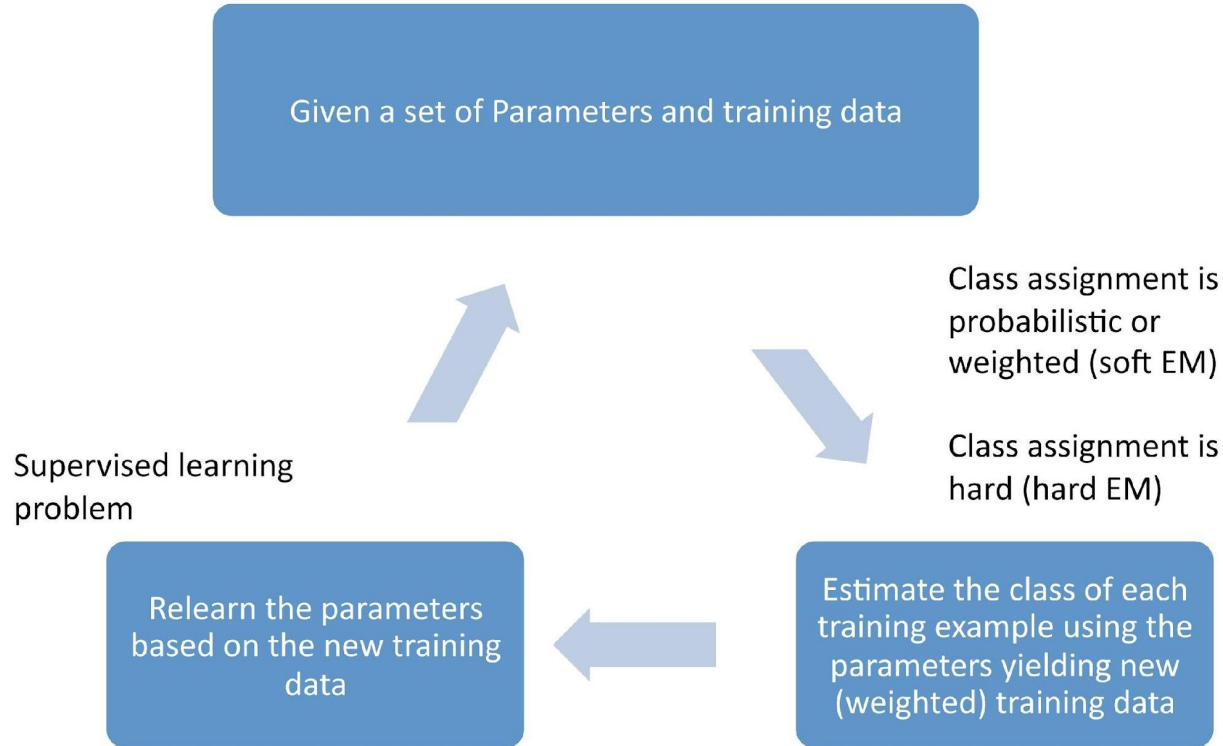 Given a set of Parameters and training data
Class assignment is
probabilistic or
weighted (soft EM)
Class assignment is
hard (hard EM)
Supervised learning
problem
Relearn the parameters
based on the new training
data
Estimate the class of each
training example using the
parameters yielding new
(weighted) training data